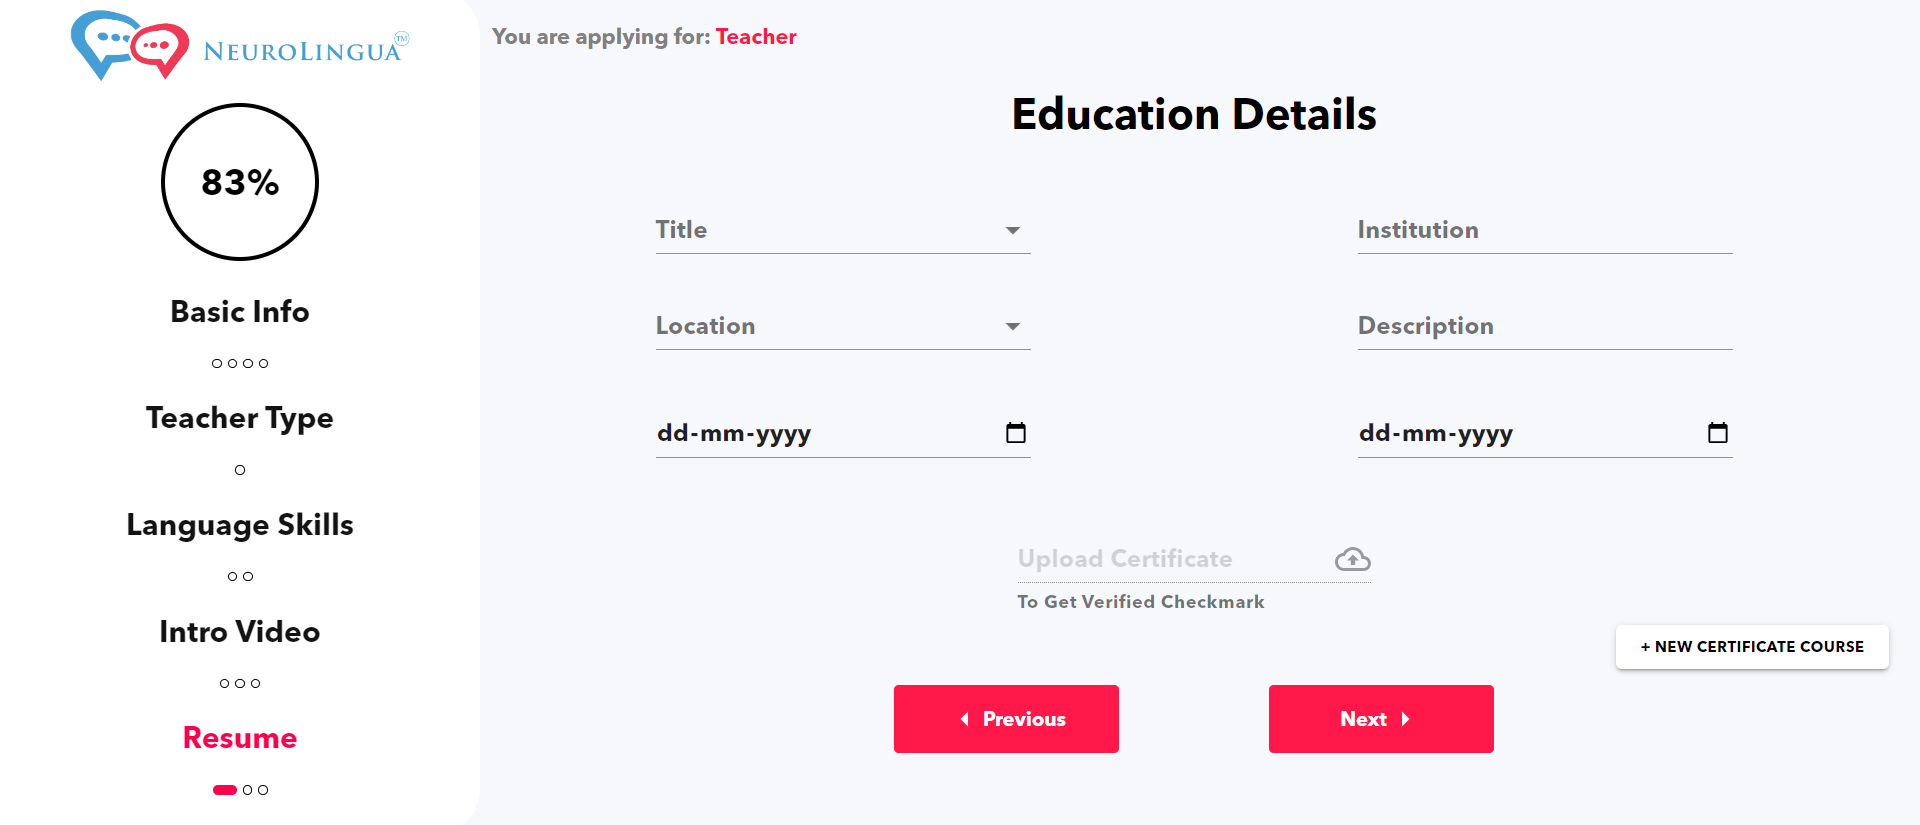 NEUROLINGUA™
83%
Basic Info
Teacher Type
Language Skills
Intro Video
Resume
You are applying for: Teacher
Education Details
Title
Institution
Location
Description
dd-mm-yyyy
dd-mm-yyyy
Upload Certificate
To Get Verified Checkmark
+ NEW CERTIFICATE COURSE
Previous
Next